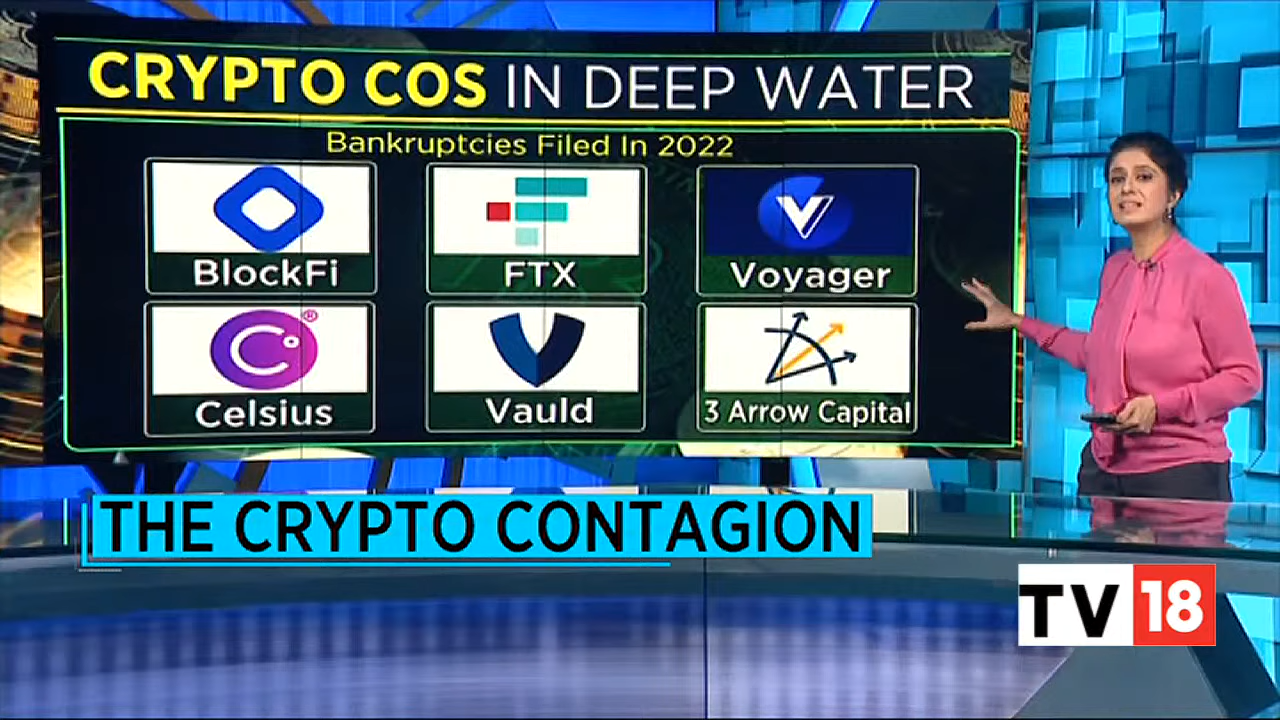 CRYPTO COS IN DEEP WATER
Bankruptcies Filed In 2022
BlockFi
FTX
Voyager
Celsius
®
Vauld
3 Arrow Capital
THE CRYPTO CONTAGION
TV18